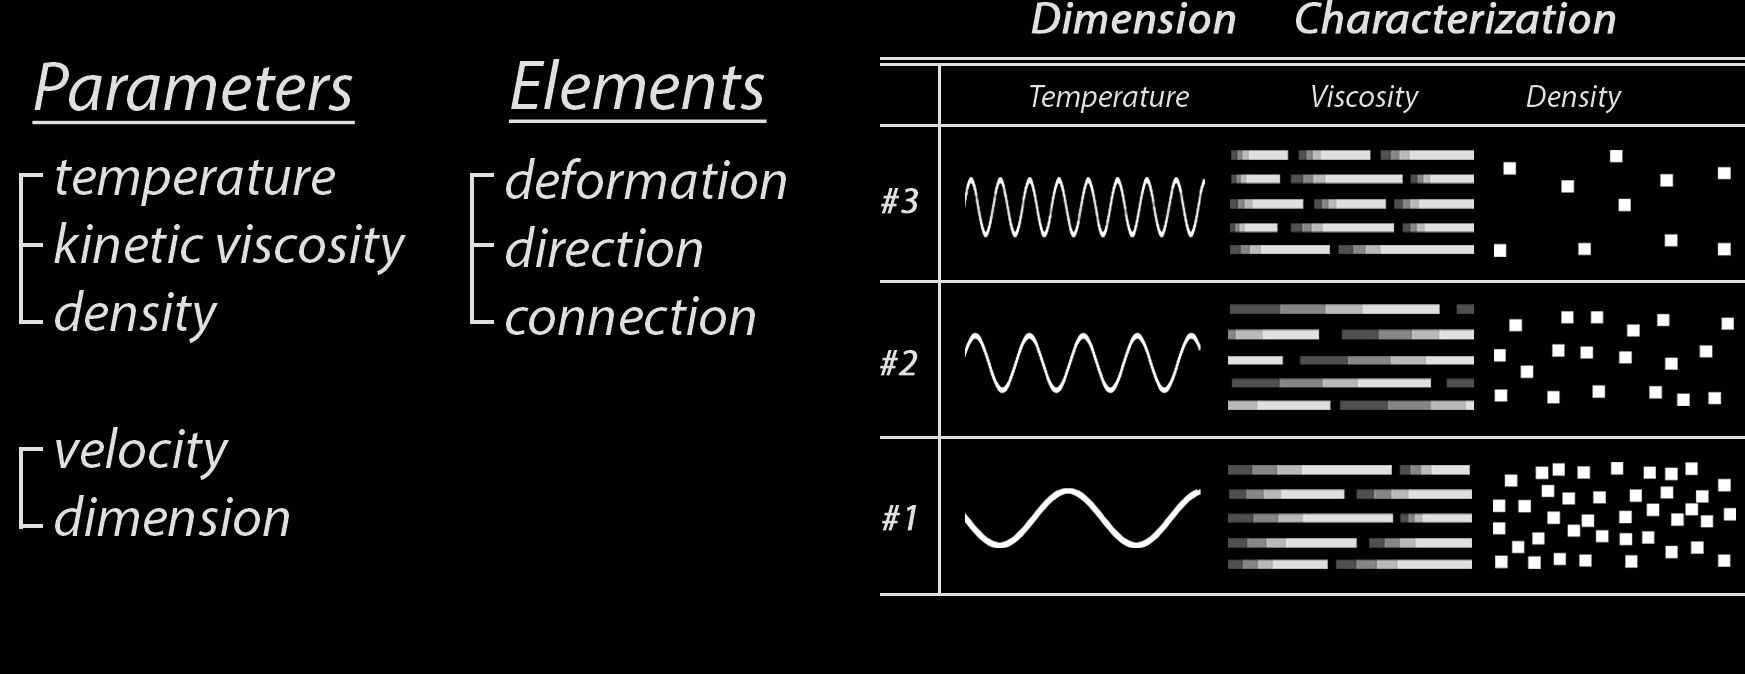 Parameters
temperature
kinetic viscosity
density
velocity
dimension
Elements
deformation
direction
connection
Dimension Characterization
Temperature Viscosity Density
#3
#2
#1